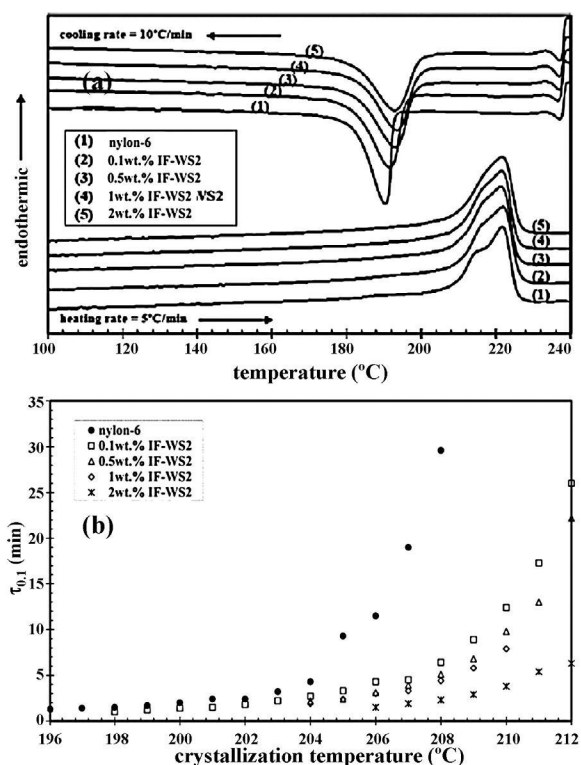 cooling rate = 10°C/min
(a)
(5)
(4)
(3)
(2)
(1)
(1) nylon-6
(2) 0.1wt.% IF-WS2
(3) 0.5wt.% IF-WS2
(4) 1wt.% IF-WS2
(5) 2wt.% IF-WS2
endothermic
(5)
(4)
(3)
(2)
(1)
heating rate = 5°C/min
100 120 140 160 180 200 220 240
temperature (°C)
35
30
25
20
15
10
5
0
nylon-6
0.1wt.% IF-WS2
0.5wt.% IF-WS2
1wt.% IF-WS2
2wt.% IF-WS2
(b)
τ0.1 (min)
196 198 200 202 204 206 208 210 212
crystallization temperature (°C)